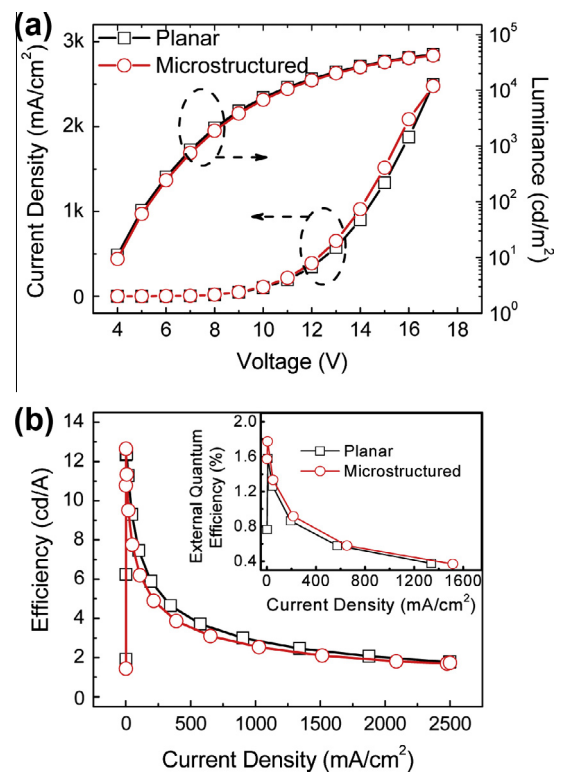 (a)
Planar
Microstructured
Current Density (mA/cm²)
3k
2k
1k
0
Luminance (cd/m²)
10⁵
10⁴
10³
10²
10¹
10⁰
4 6 8 10 12 14 16 18
Voltage (V)
(b)
Efficiency (cd/A)
14
12
10
8
6
4
2
0
0 500 1000 1500 2000 2500
Current Density (mA/cm²)
External Quantum
Efficiency (%)
2.0
1.6
1.2
0.8
0.4
Planar
Microstructured
0 400 800 1200 1600
Current Density (mA/cm²)